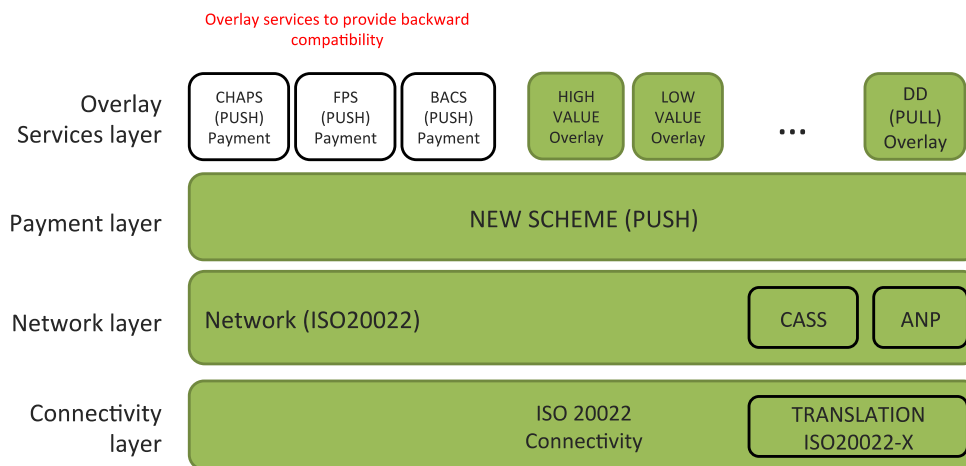 Overlay services to provide backward
compatibility
Overlay
Services layer
CHAPS
(PUSH)
Payment
FPS
(PUSH)
Payment
BACS
(PUSH)
Payment
HIGH
VALUE
Overlay
LOW
VALUE
Overlay
...
DD
(PULL)
Overlay
Payment layer
NEW SCHEME (PUSH)
Network layer
Network (ISO20022)
CASS
ANP
Connectivity
layer
ISO 20022
Connectivity
TRANSLATION
ISO20022-X